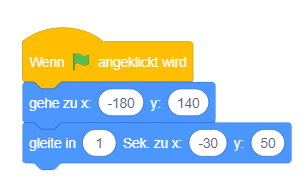 Wenn angeklickt wird
gehe zu x: -180 y: 140
gleite in 1 Sek. zu x: -30 y: 50